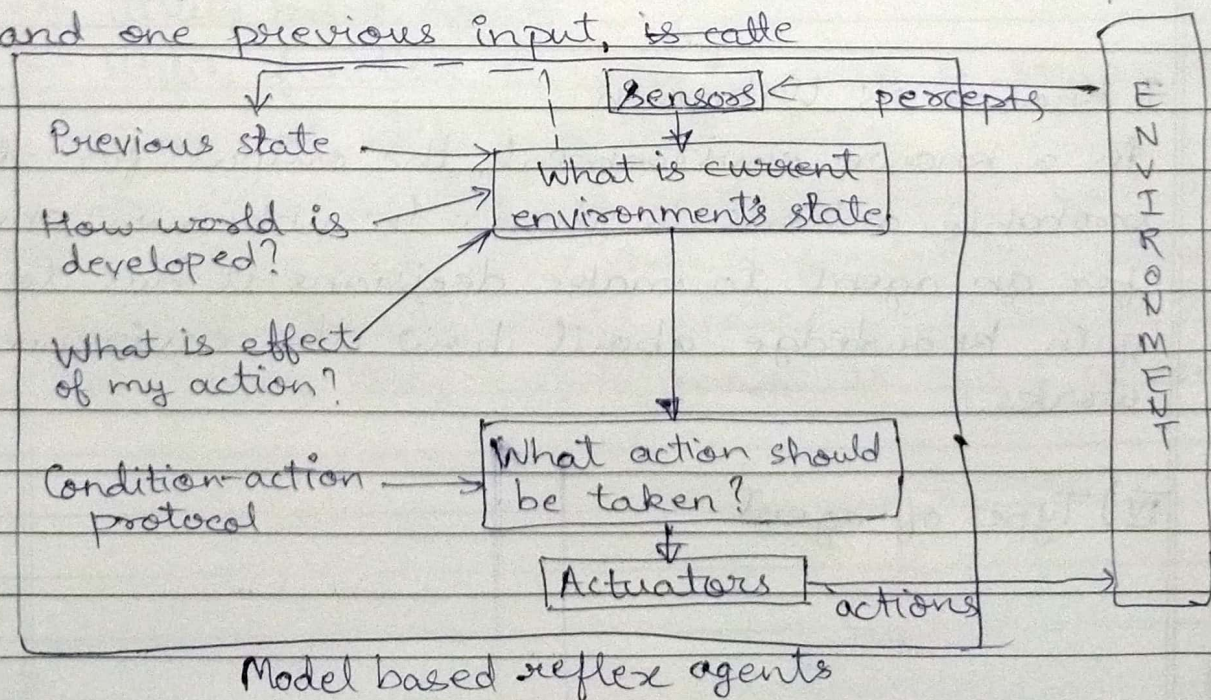 and one previous input, is calle
Sensors
percepts
Previous state
What is current
environment's state
How world is
developed?
What is effect
of my action?
What action should
be taken?
Condition-action
protocol
Actuators
actions
ENVIRONMENT
Model based reflex agents